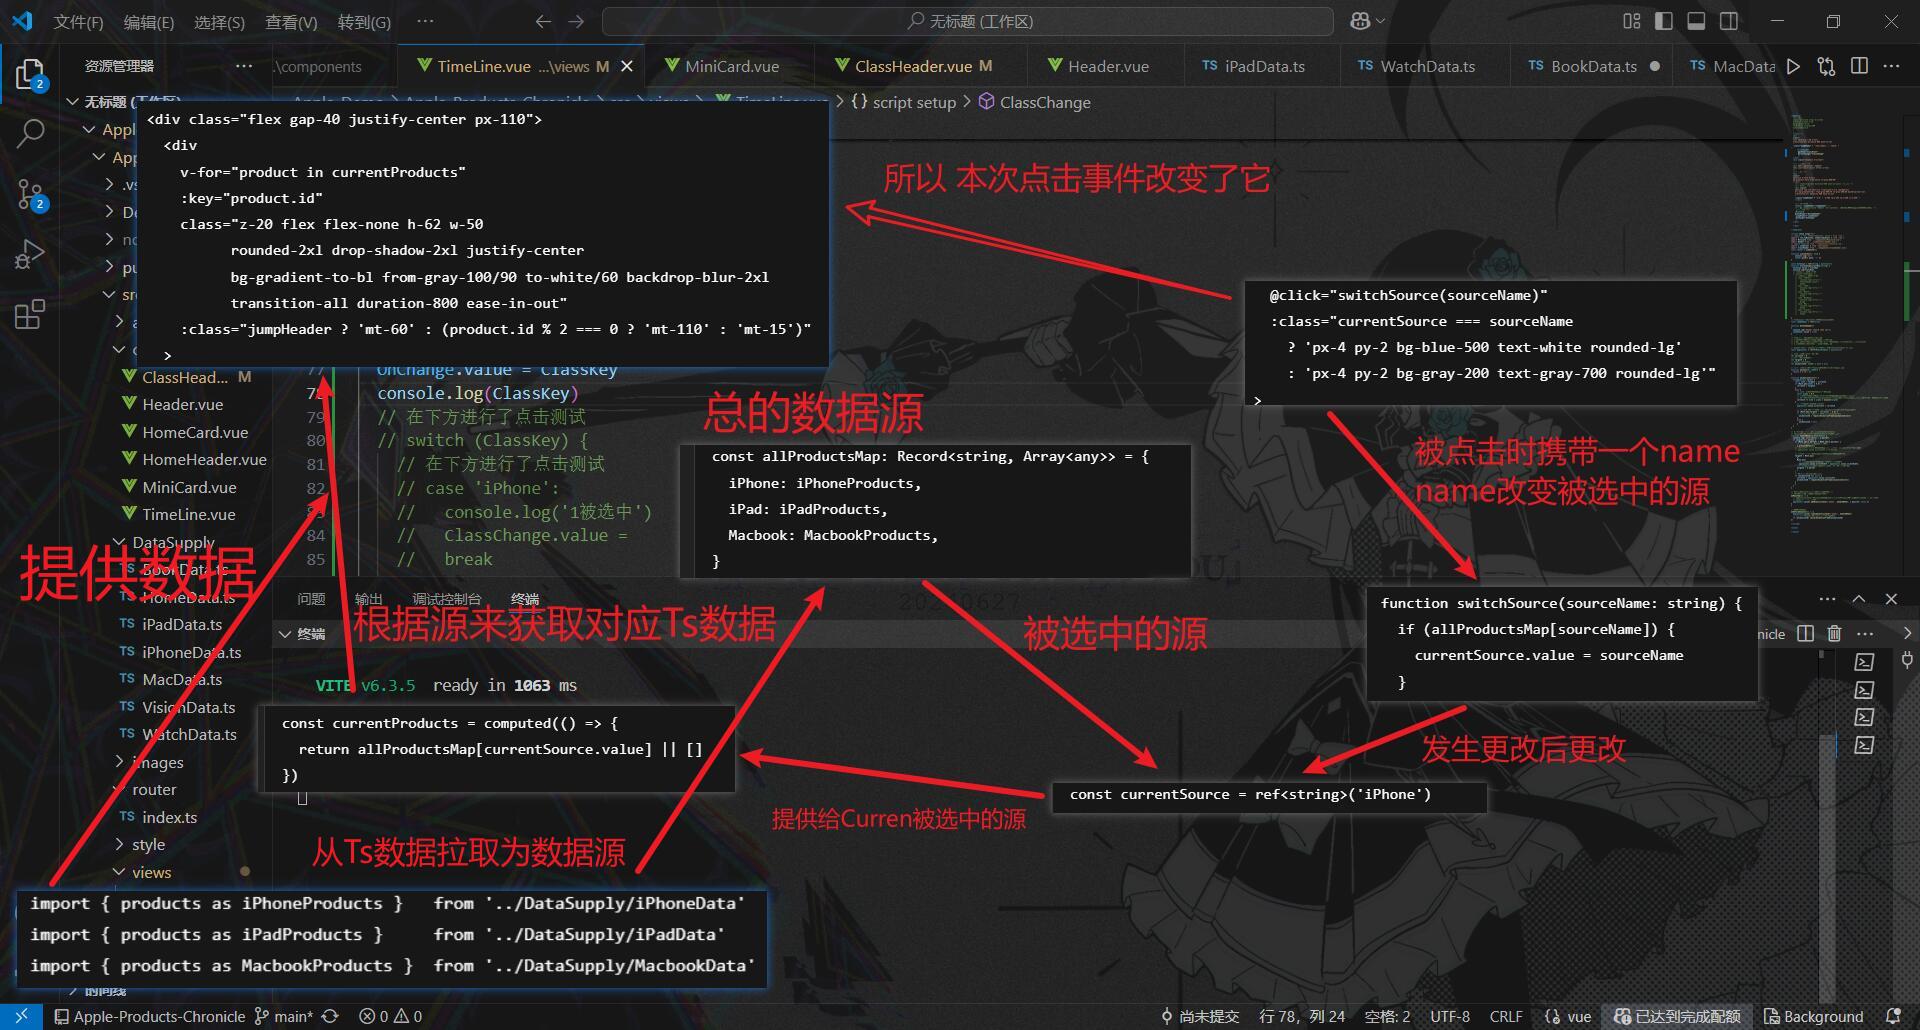 文件(F) 编辑(E) 选择(S) 查看(V) 转到(G) ··· 无标题 (工作区)
资源管理器 ··· .\components TimeLine.vue ...\views M MiniCard.vue ClassHeader.vue M Header.vue TS iPadData.ts TS WatchData.ts TS BookData.ts TS MacData
无标题 (工作区)
{} script setup > ClassChange
<div class="flex gap-40 justify-center px-110">
<div
v-for="product in currentProducts"
:key="product.id"
class="z-20 flex flex-none h-62 w-50
rounded-2xl drop-shadow-2xl justify-center
bg-gradient-to-bl from-gray-100/90 to-white/60 backdrop-blur-2xl
transition-all duration-800 ease-in-out"
:class="jumpHeader ? 'mt-60' : (product.id % 2 === 0 ? 'mt-110' : 'mt-15')"
>
所以 本次点击事件改变了它
@click="switchSource(sourceName)"
:class="currentSource === sourceName
? 'px-4 py-2 bg-blue-500 text-white rounded-lg'
: 'px-4 py-2 bg-gray-200 text-gray-700 rounded-lg'"
>
2
2
App
App
.vs
De
no
pu
src
ClassHead... M
Header.vue
HomeCard.vue
HomeHeader.vue
MiniCard.vue
TimeLine.vue
DataSupply
TS BookData.ts
TS HomeData.ts
TS iPadData.ts
TS iPhoneData.ts
TS MacData.ts
TS VisionData.ts
TS WatchData.ts
images
router
TS index.ts
style
views
时间线
77 OnChange.value = ClassKey
78 console.log(ClassKey)
79 // 在下方进行了点击测试
80 // switch (ClassKey) {
81 // 在下方进行了点击测试
82 // case 'iPhone':
83 // console.log('1被选中')
84 // ClassChange.value =
85 // break
总的数据源
const allProductsMap: Record<string, Array<any>> = {
iPhone: iPhoneProducts,
iPad: iPadProducts,
Macbook: MacbookProducts,
}
被点击时携带一个name
name改变被选中的源
提供数据
问题 输出 调试控制台 终端
终端
根据源来获取对应Ts数据
被选中的源
function switchSource(sourceName: string) {
if (allProductsMap[sourceName]) {
currentSource.value = sourceName
}
VITE v6.3.5 ready in 1063 ms
const currentProducts = computed(() => {
return allProductsMap[currentSource.value] || []
})
发生更改后更改
const currentSource = ref<string>('iPhone')
提供给Curren被选中的源
从Ts数据拉取为数据源
import { products as iPhoneProducts } from '../DataSupply/iPhoneData'
import { products as iPadProducts } from '../DataSupply/iPadData'
import { products as MacbookProducts } from '../DataSupply/MacbookData'
Apple-Products-Chronicle main* 0 0 尚未提交 行 78，列 24 空格: 2 UTF-8 CRLF {} vue 已达到完成配额 Background